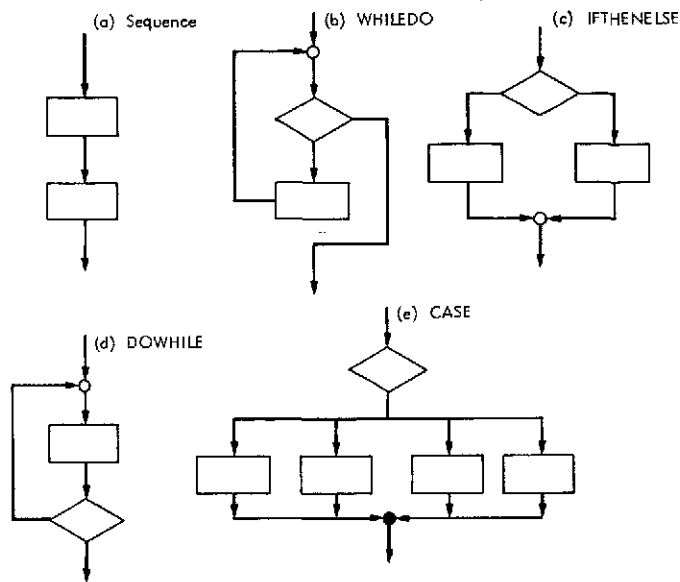 (a) Sequence
(b) WHILEDO
(c) IFTHENELSE
(d) DOWHILE
(e) CASE